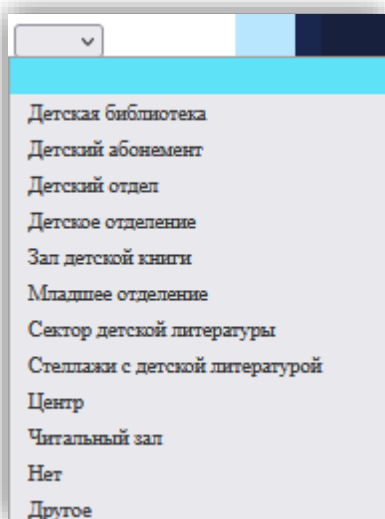 Детская библиотека
Детский абонемент
Детский отдел
Детское отделение
Зал детской книги
Младшее отделение
Сектор детской литературы
Стеллажи с детской литературой
Центр
Читальный зал
Нет
Другое